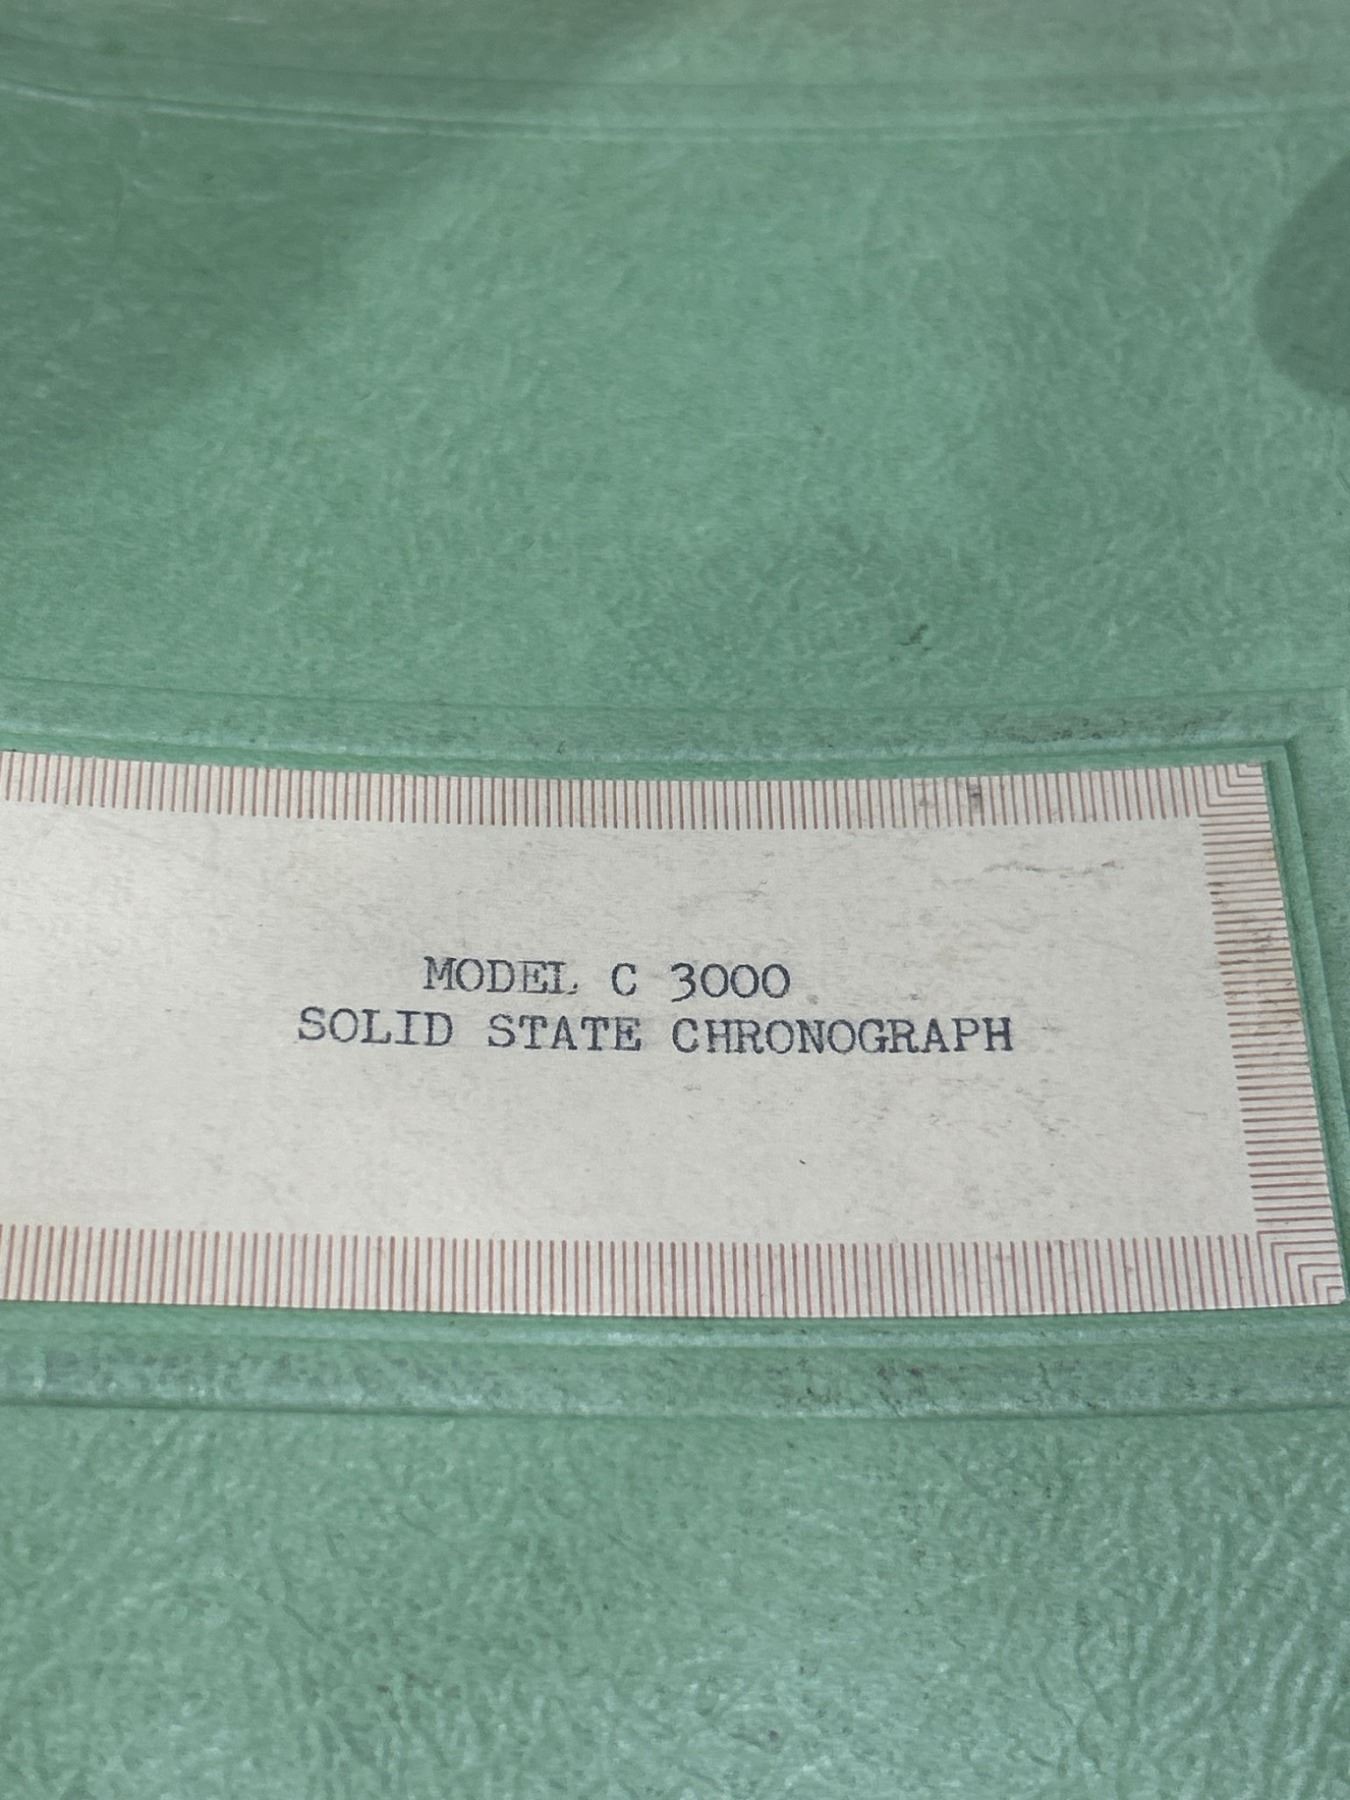 MODEL C 3000
SOLID STATE CHRONOGRAPH